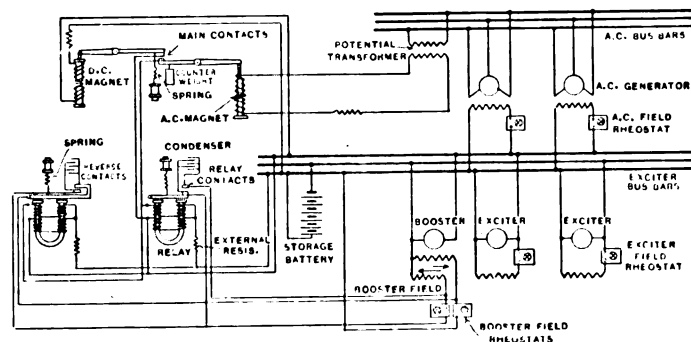 MAIN CONTACTS
D.C.
MAGNET
COUNTER
WEIGHT
SPRING
A.C. MAGNET
POTENTIAL
TRANSFORMER
A.C. BUS BARS
A.C. GENERATOR
A.C. FIELD
RHEOSTAT
SPRING
REVERSE
CONTACTS
CONDENSER
RELAY
CONTACTS
EXCITER
BUS BARS
RELAY
EXTERNAL
RESIS.
STORAGE
BATTERY
BOOSTER
EXCITER
EXCITER
EXCITER
FIELD
RHEOSTAT
BOOSTER FIELD
BOOSTER FIELD
RHEOSTATS